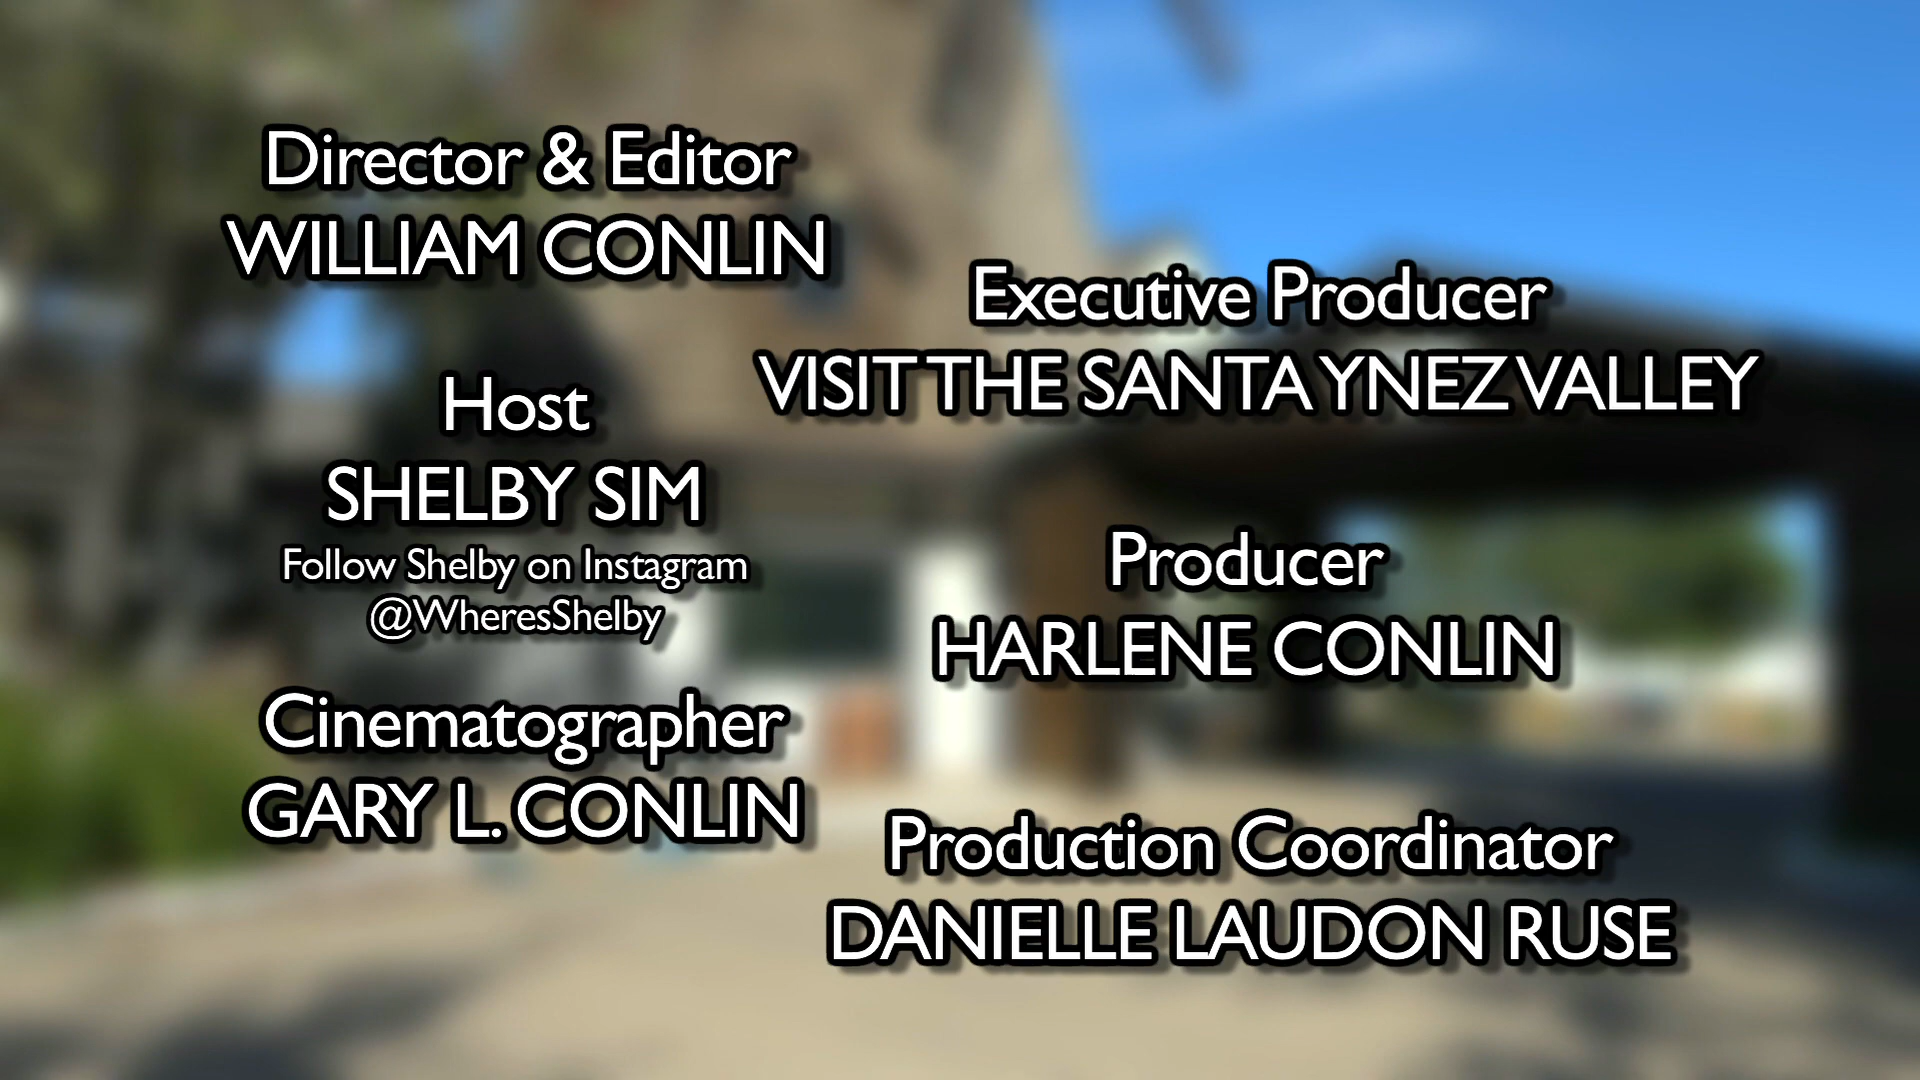 Director & Editor
WILLIAM CONLIN
Host
SHELBY SIM
Follow Shelby on Instagram
@WheresShelby
Cinematographer
GARY L. CONLIN
Executive Producer
VISIT THE SANTA YNEZ VALLEY
Producer
HARLENE CONLIN
Production Coordinator
DANIELLE LAUDON RUSE